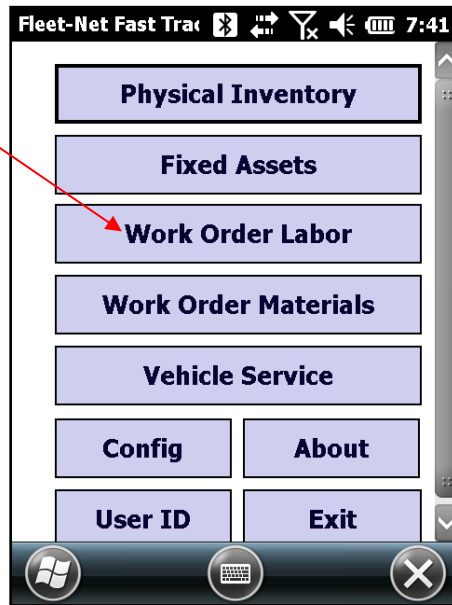 Fleet-Net Fast Trac 7:41
Physical Inventory
Fixed Assets
Work Order Labor
Work Order Materials
Vehicle Service
Config About
User ID Exit